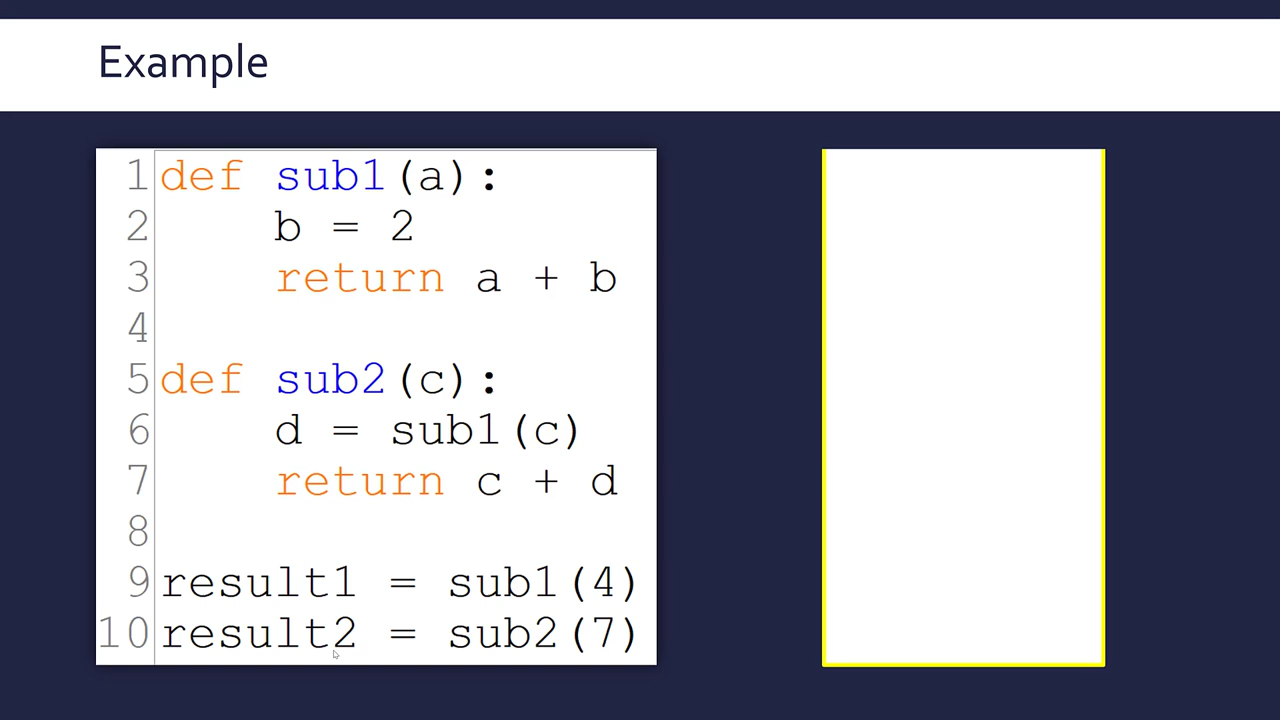 Example
1 def sub1(a):
2     b = 2
3     return a + b
4
5 def sub2(c):
6     d = sub1(c)
7     return c + d
8
9 result1 = sub1(4)
10 result2 = sub2(7)